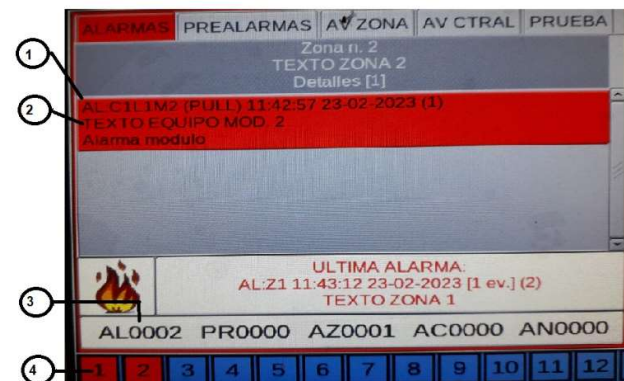 ALARMAS PREALARMAS AV ZONA AV CTRAL PRUEBA
Zona n. 2
TEXTO ZONA 2
Detalles [1]
1
AL:C1L1M2 (PULL) 11:42:57 23-02-2023 (1)
2
TEXTO EQUIPO MOD. 2
Alarma modulo
ULTIMA ALARMA:
AL:Z1 11:43:12 23-02-2023 [1 ev.] (2)
TEXTO ZONA 1
3
AL0002 PR0000 AZ0001 AC0000 AN0000
4
1 2 3 4 5 6 7 8 9 10 11 12